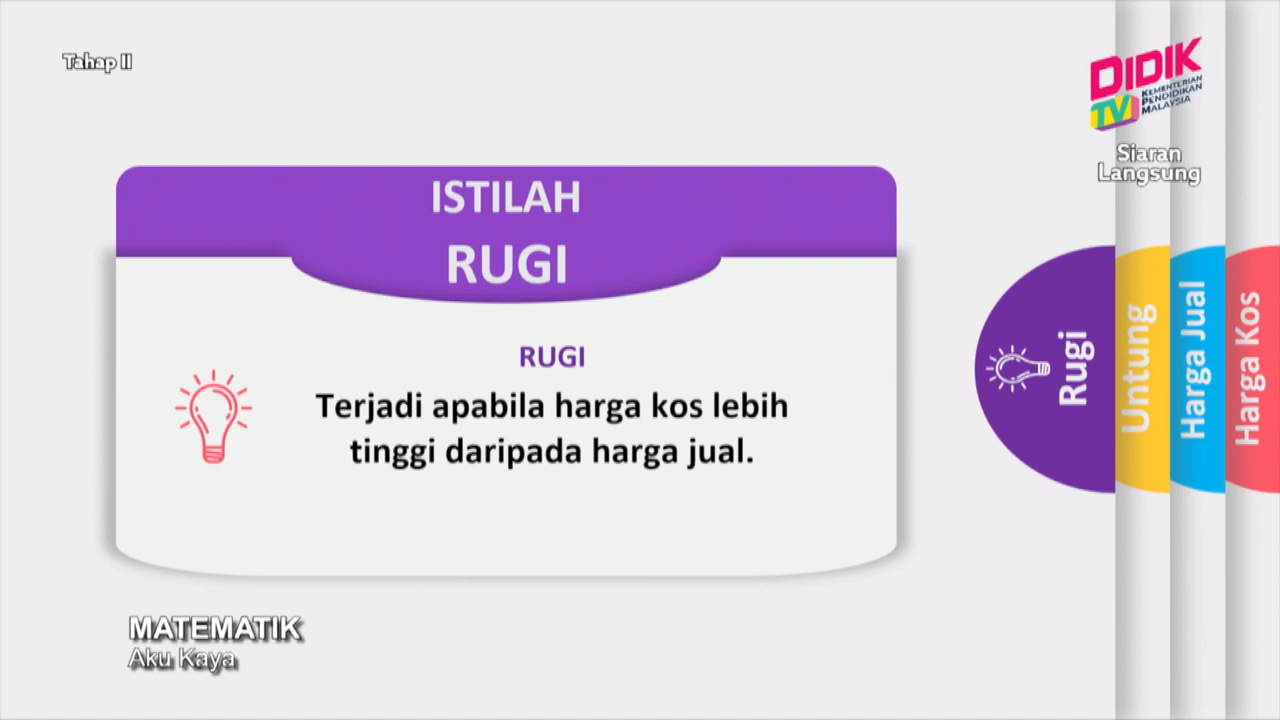 Tahap II
DIDIK
TV
KEMENTERIAN
PENDIDIKAN
MALAYSIA
Siaran
Langsung
ISTILAH
RUGI
RUGI
Terjadi apabila harga kos lebih
tinggi daripada harga jual.
Rugi
Untung
Harga Jual
Harga Kos
MATEMATIK
Aku Kaya